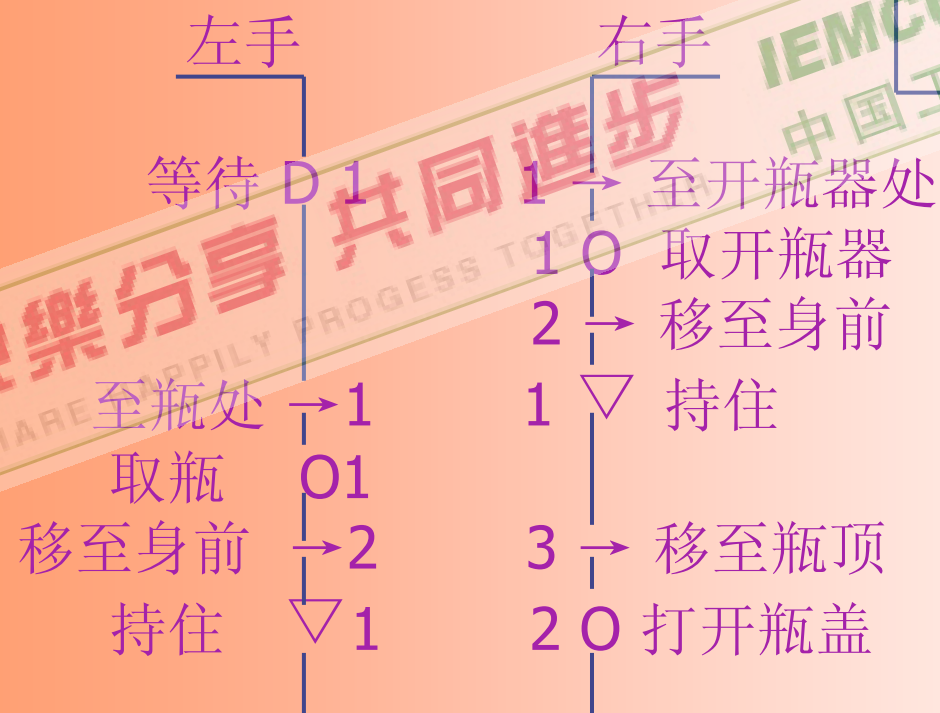 左手 右手
等待 D 1 1 → 至开瓶器处
1 O 取开瓶器
2 → 移至身前
至瓶处 →1 1 ▽ 持住
取瓶 O1
移至身前 →2 3 → 移至瓶顶
持住 ▽1 2 O 打开瓶盖
樂分享 共同進步
HARE HAPPILY PROGESS TOGETHER
IEMC
中国